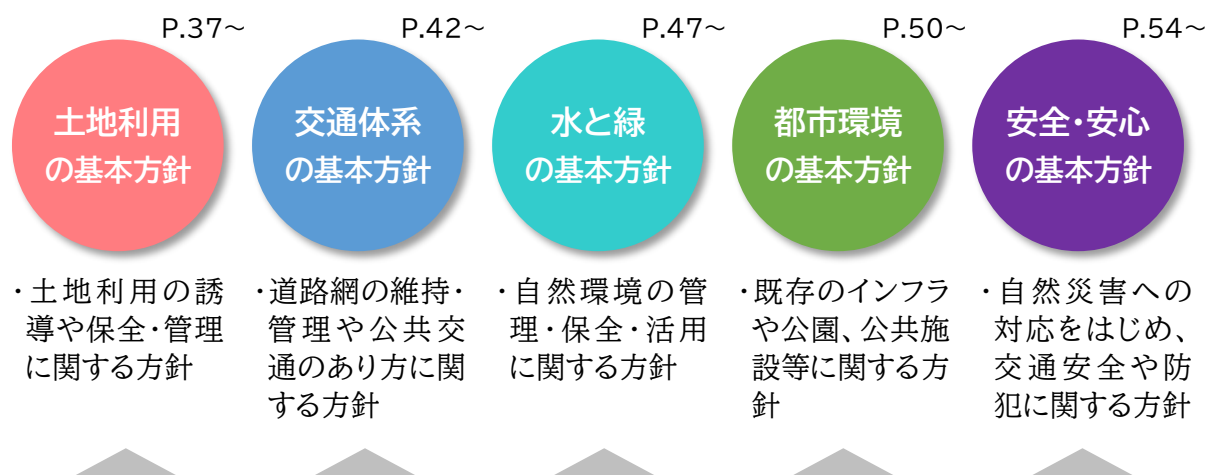 P.37～
P.42～
P.47～
P.50～
P.54～
土地利用
の基本方針
交通体系
の基本方針
水と緑
の基本方針
都市環境
の基本方針
安全・安心
の基本方針
・土地利用の誘
導や保全・管理
に関する方針
・道路網の維持・
管理や公共交
通のあり方に関
する方針
・自然環境の管
理・保全・活用
に関する方針
・既存のインフラ
や公園、公共施
設等に関する方
針
・自然災害への
対応をはじめ、
交通安全や防
犯に関する方針